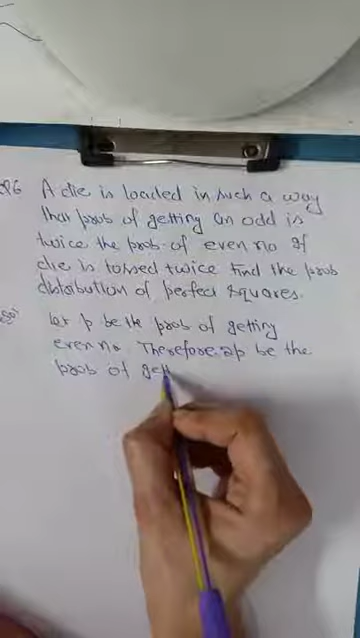 Q6 A die is loaded in such a way
that prob of getting an odd is
twice the prob. of even no If
die is tossed twice Find the prob
distribution of perfect squares.
Sol Let p be the prob of getting
even no. Therefore 2p be the
prob of get